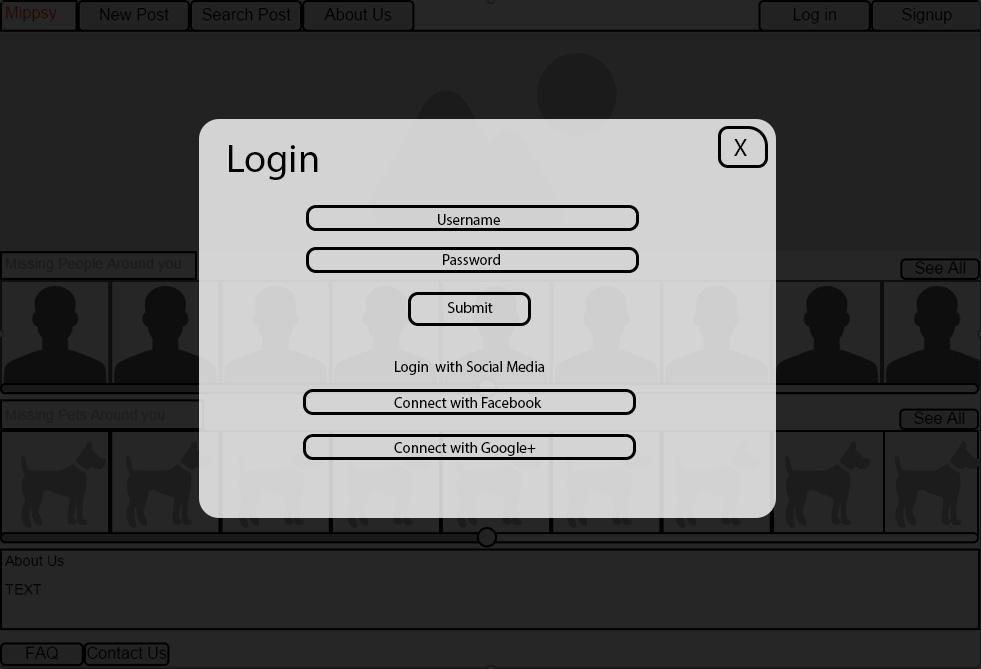 Mippsy New Post Search Post About Us Log in Signup
Login
X
Username
Password
Submit
Login with Social Media
Connect with Facebook
Connect with Google+
Missing People Around you
See All
Missing Pets Around you
See All
About Us
TEXT
FAQ Contact Us